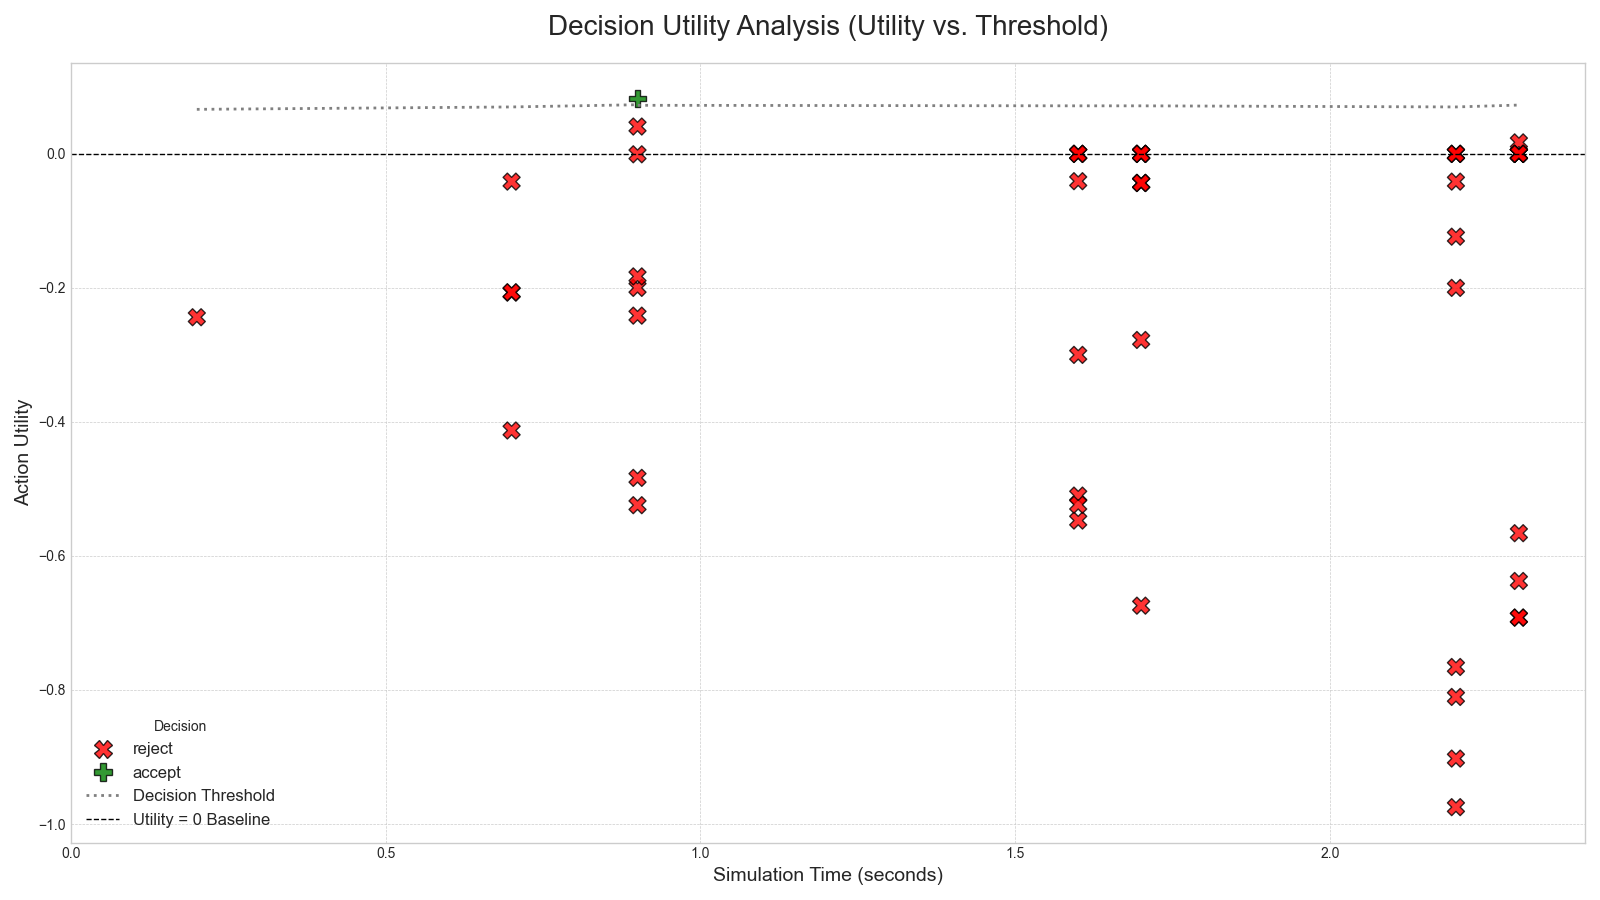 Decision Utility Analysis (Utility vs. Threshold)
0.0
−0.2
−0.4
−0.6
−0.8
−1.0
Action Utility
Decision
reject
accept
Decision Threshold
Utility = 0 Baseline
0.0 0.5 1.0 1.5 2.0
Simulation Time (seconds)